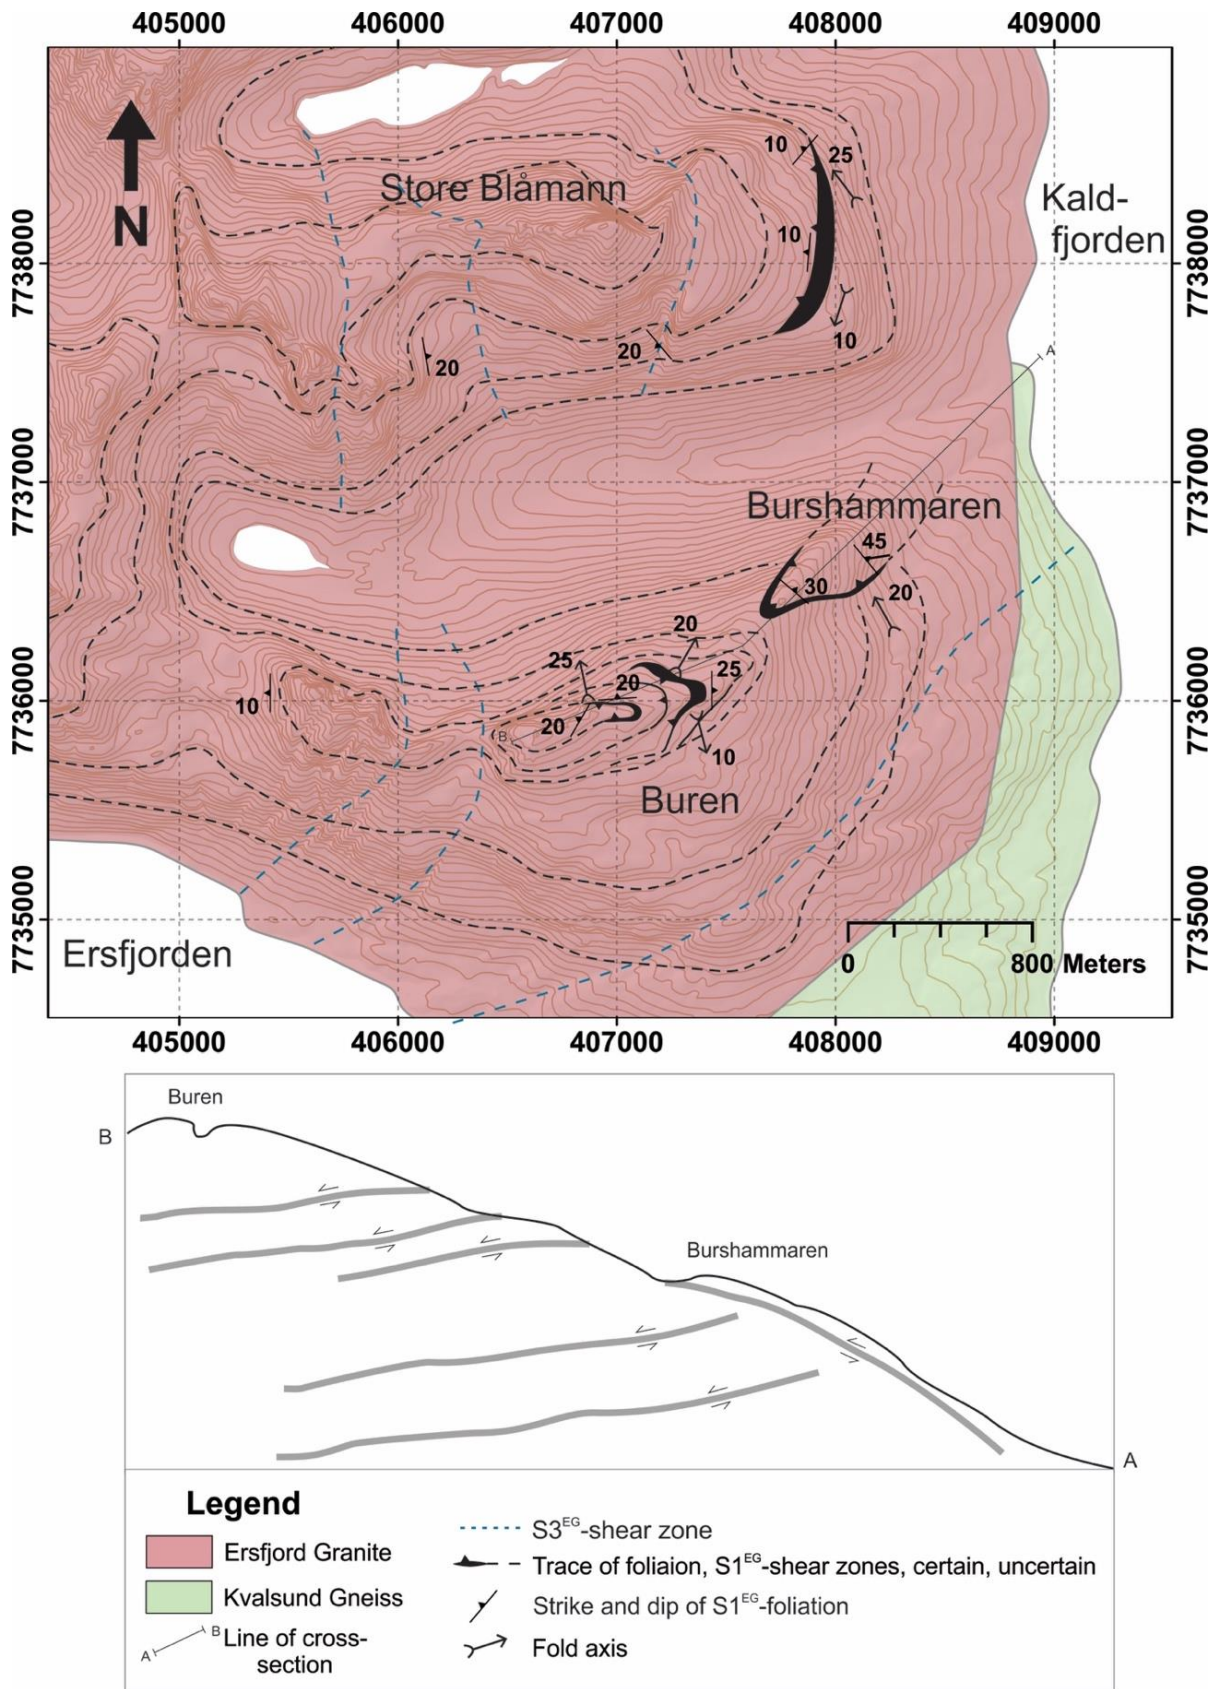 405000 406000 407000 408000 409000
10
25
Store Blåmann
Kald-
fjorden
N
10
7738000
7738000
20
10
20
A
7737000
7737000
Burshammaren
45
30
20
20
25
25
20
10
20
B
10
7736000
7736000
Buren
7735000
7735000
Ersfjorden
0 800 Meters
405000 406000 407000 408000 409000
Buren
B
Burshammaren
A
Legend
Ersfjord Granite
Kvalsund Gneiss
A B Line of cross-
section
S3EG-shear zone
Trace of foliaion, S1EG-shear zones, certain, uncertain
Strike and dip of S1EG-foliation
Fold axis